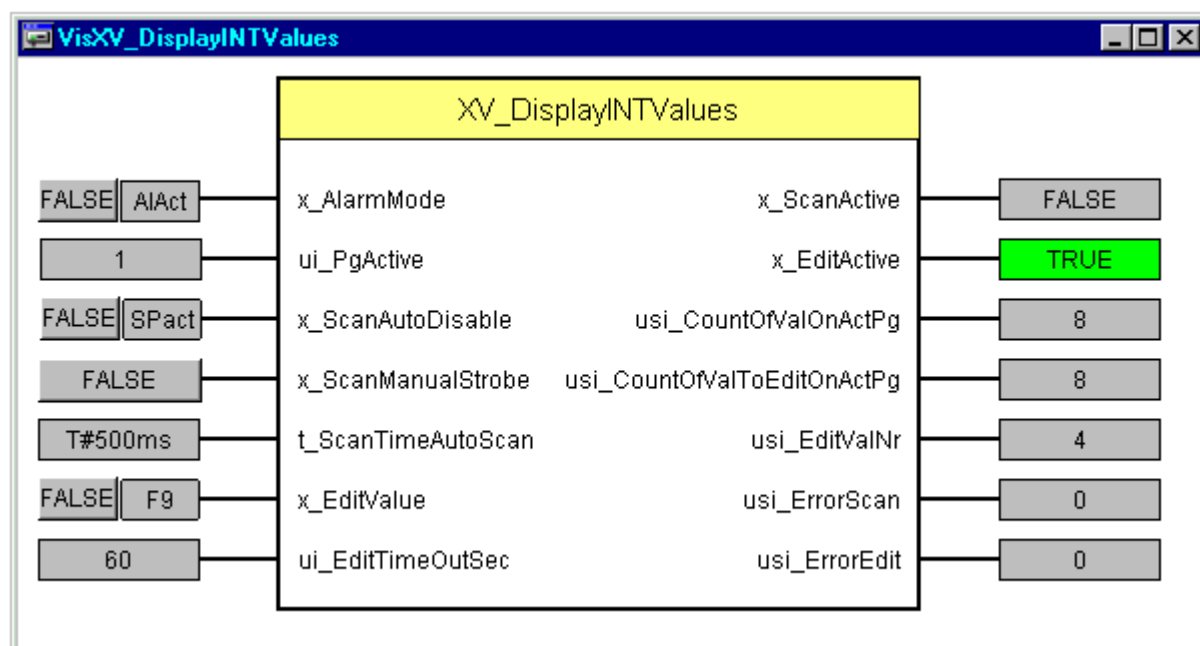 VisXV_DisplayINTValues
XV_DisplayINTValues
FALSE AlAct x_AlarmMode x_ScanActive FALSE
1 ui_PgActive x_EditActive TRUE
FALSE SPact x_ScanAutoDisable usi_CountOfValOnActPg 8
FALSE x_ScanManualStrobe usi_CountOfValToEditOnActPg 8
T#500ms t_ScanTimeAutoScan usi_EditValNr 4
FALSE F9 x_EditValue usi_ErrorScan 0
60 ui_EditTimeOutSec usi_ErrorEdit 0